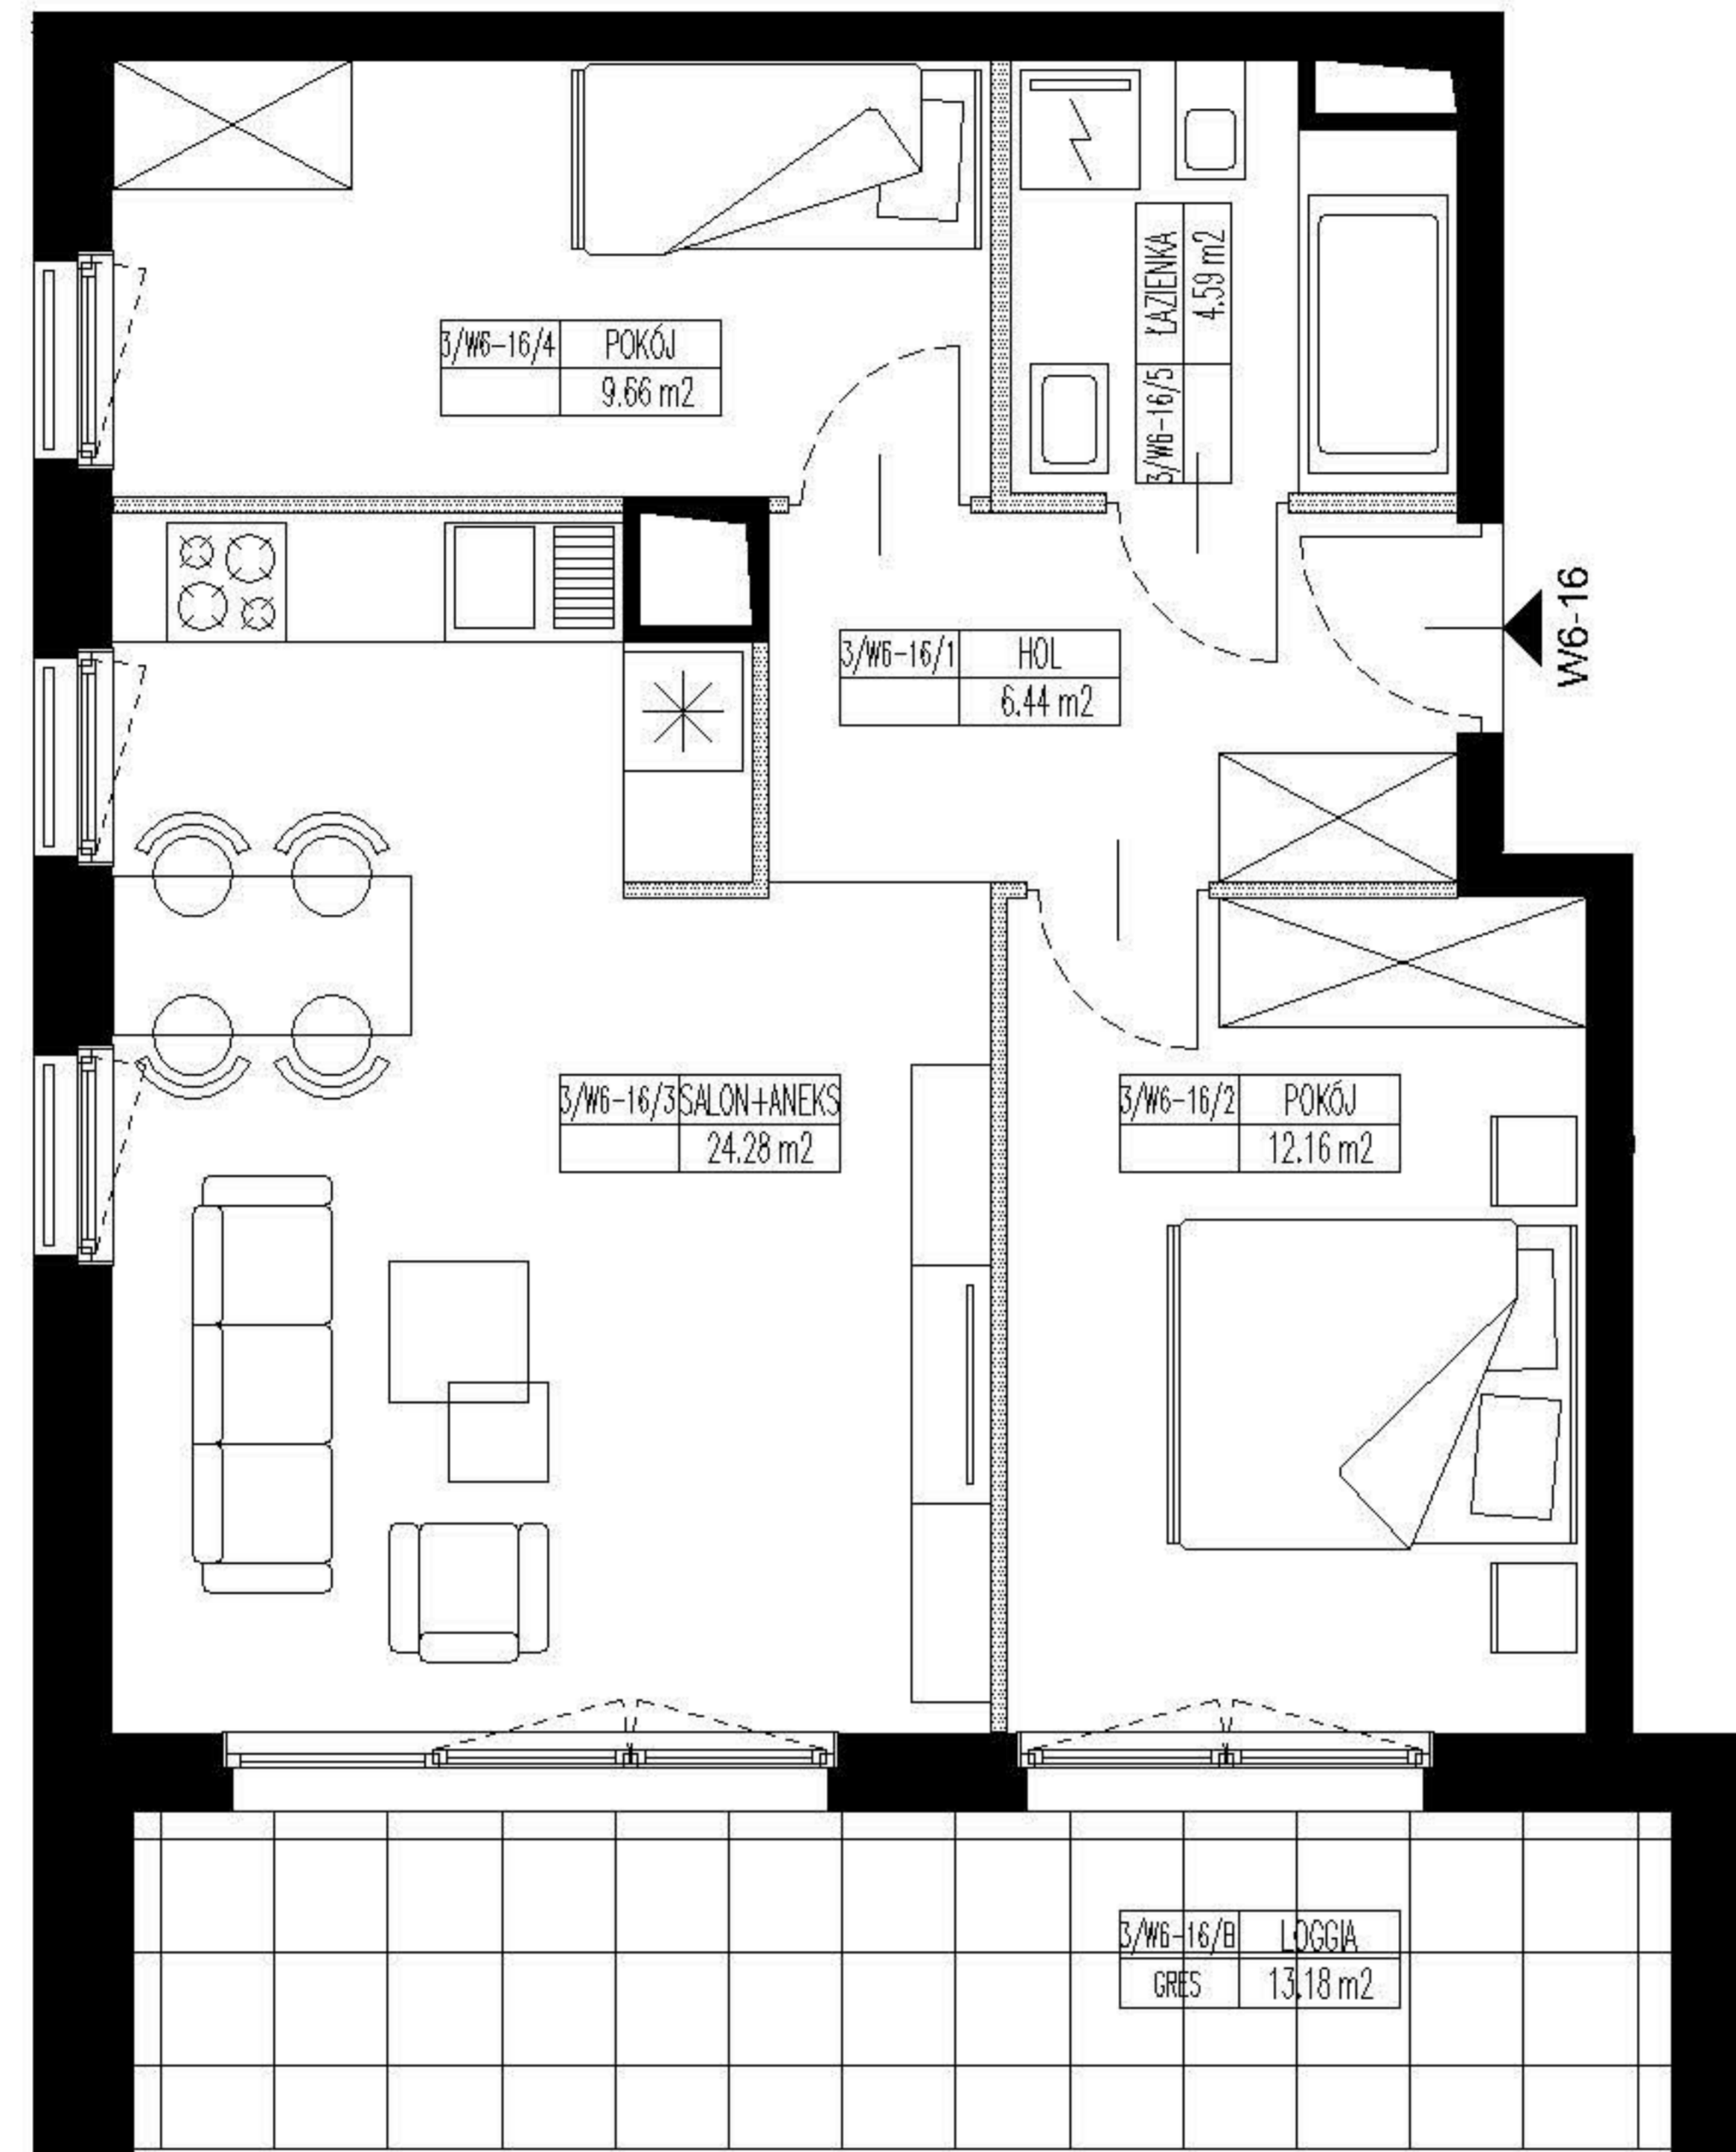 3/W6-16/4 POKÓJ
9.66 m2
3/W6-16/5 ŁAZIENKA
4.59 m2
3/W6-16/1 HOL
6.44 m2
W6-16
3/W6-16/3 SALON+ANEKS
24.28 m2
3/W6-16/2 POKÓJ
12.16 m2
3/W6-16/B LOGGIA
GRES 13.18 m2